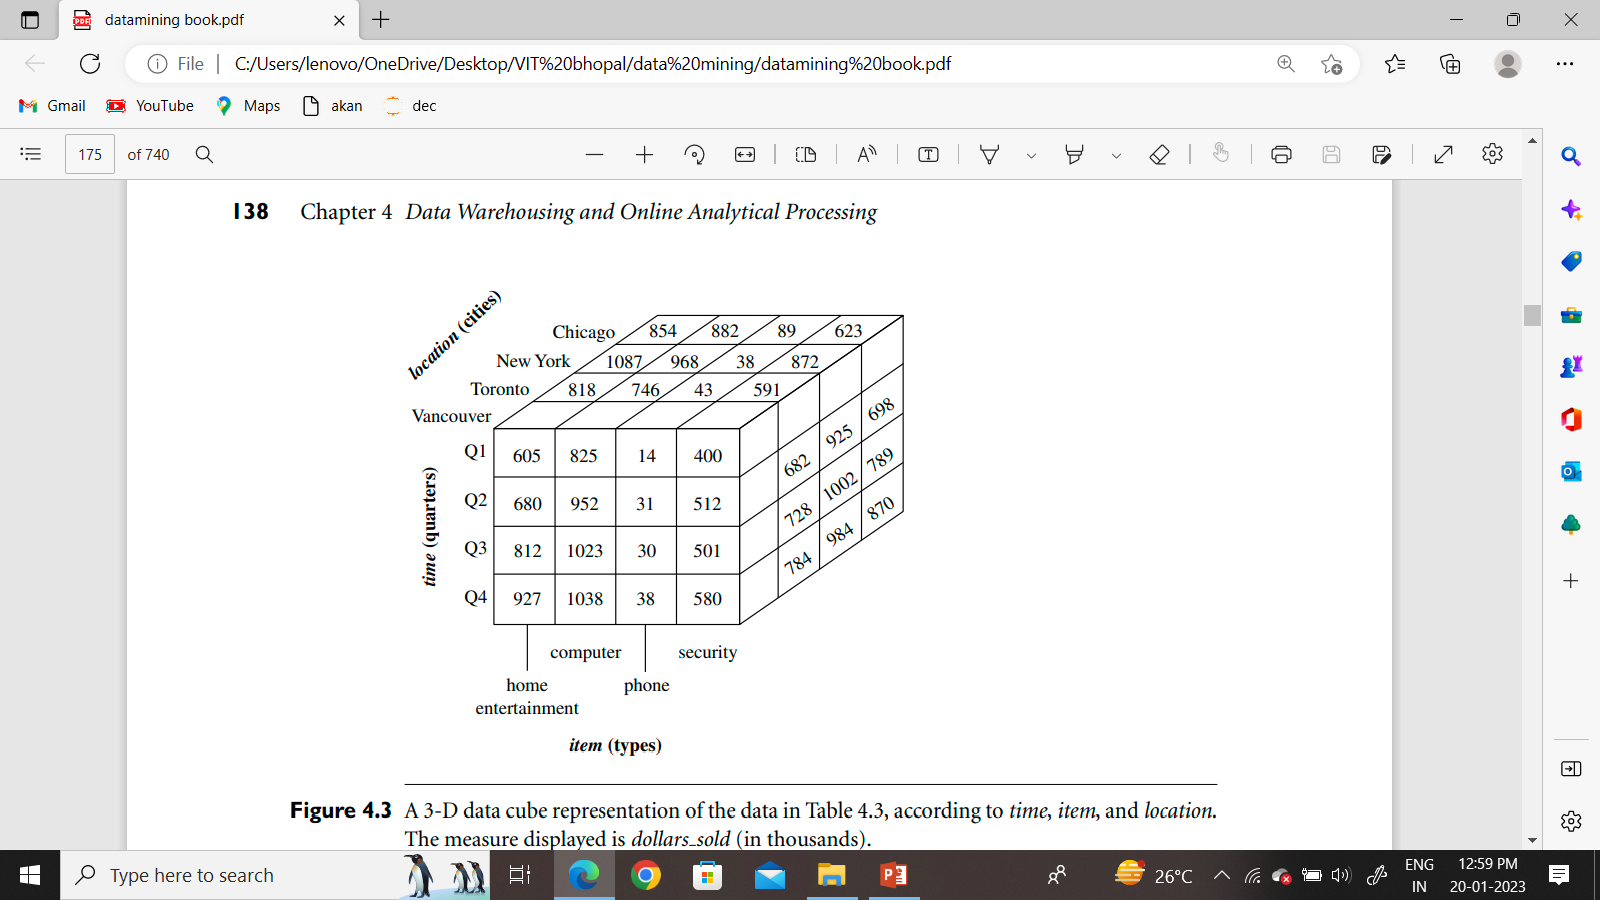 datamining book.pdf
File C:/Users/lenovo/OneDrive/Desktop/VIT%20bhopal/data%20mining/datamining%20book.pdf
Gmail YouTube Maps akan dec
175 of 740
138 Chapter 4 Data Warehousing and Online Analytical Processing
location (cities)
Chicago 854 882 89 623
New York 1087 968 38 872
Toronto 818 746 43 591
Vancouver
Q1 605 825 14 400
Q2 680 952 31 512
Q3 812 1023 30 501
Q4 927 1038 38 580
682 925 698
728 1002 789
784 984 870
time (quarters)
computer security
home phone
entertainment
item (types)
Figure 4.3 A 3-D data cube representation of the data in Table 4.3, according to time, item, and location.
The measure displayed is dollars_sold (in thousands).
Type here to search
26°C
ENG
IN
12:59 PM
20-01-2023